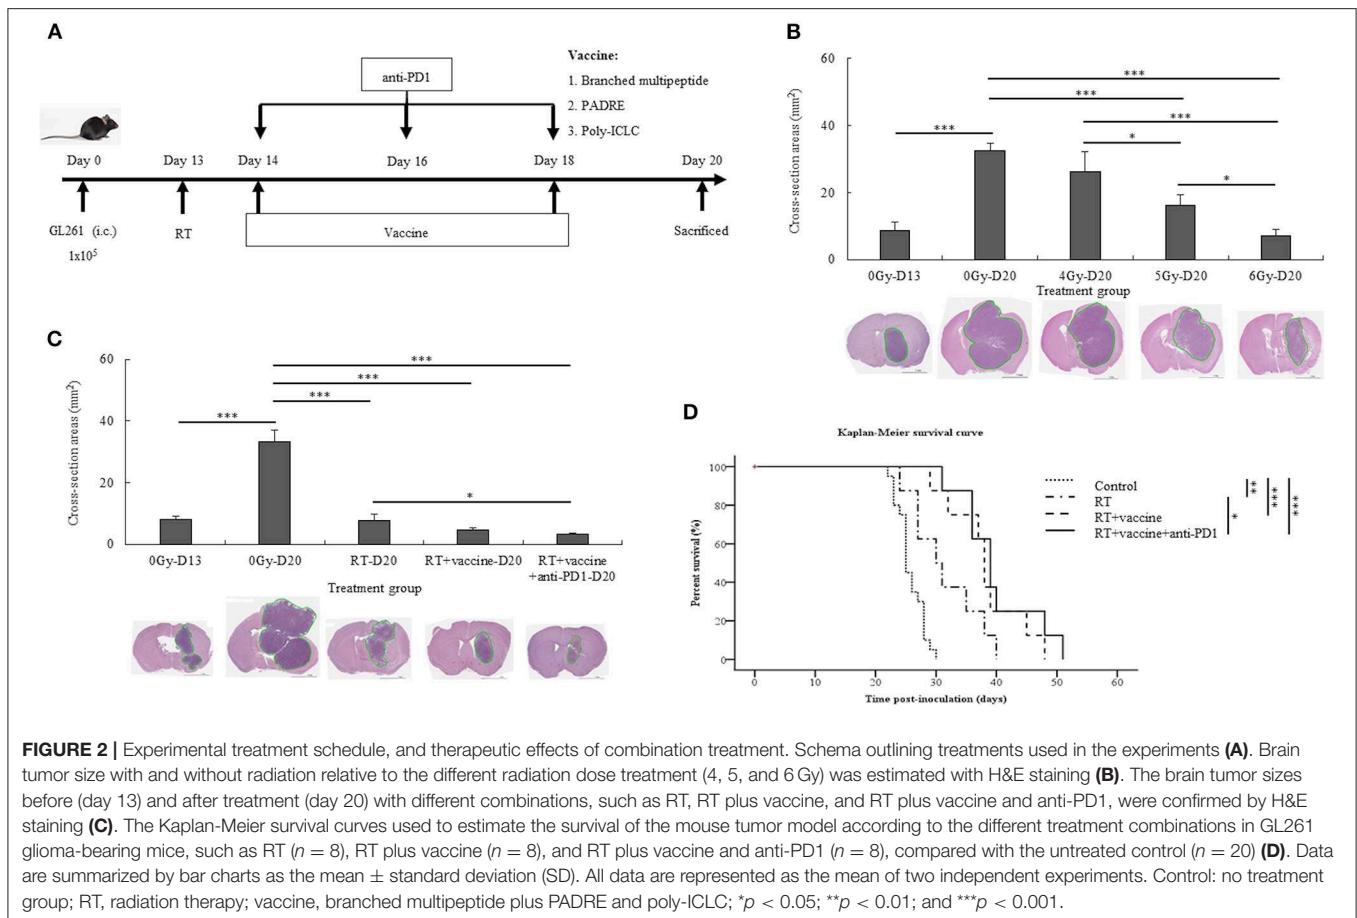 A
anti-PD1
Vaccine:
1. Branched multipeptide
2. PADRE
3. Poly-ICLC
Day 0
Day 13
Day 14
Day 16
Day 18
Day 20
GL261 (i.c.)
1x10⁵
RT
Vaccine
Sacrificed
B
Cross-section areas (mm²)
60
40
20
0
***
***
***
***
*
*
0Gy-D13
0Gy-D20
4Gy-D20
5Gy-D20
6Gy-D20
Treatment group
C
Cross-section areas (mm²)
60
40
20
0
***
***
***
***
*
0Gy-D13
0Gy-D20
RT-D20
RT+vaccine-D20
RT+vaccine
+anti-PD1-D20
Treatment group
D
Kaplan-Meier survival curve
Percent survival (%)
100
80
60
40
20
0
0
10
20
30
40
50
60
Time post-inoculation (days)
Control
RT
RT+vaccine
RT+vaccine+anti-PD1
*
**
***
***
FIGURE 2 | Experimental treatment schedule, and therapeutic effects of combination treatment. Schema outlining treatments used in the experiments (A). Brain
tumor size with and without radiation relative to the different radiation dose treatment (4, 5, and 6 Gy) was estimated with H&E staining (B). The brain tumor sizes
before (day 13) and after treatment (day 20) with different combinations, such as RT, RT plus vaccine, and RT plus vaccine and anti-PD1, were confirmed by H&E
staining (C). The Kaplan-Meier survival curves used to estimate the survival of the mouse tumor model according to the different treatment combinations in GL261
glioma-bearing mice, such as RT (n = 8), RT plus vaccine (n = 8), and RT plus vaccine and anti-PD1 (n = 8), compared with the untreated control (n = 20) (D). Data
are summarized by bar charts as the mean ± standard deviation (SD). All data are represented as the mean of two independent experiments. Control: no treatment
group; RT, radiation therapy; vaccine, branched multipeptide plus PADRE and poly-ICLC; *p < 0.05; **p < 0.01; and ***p < 0.001.